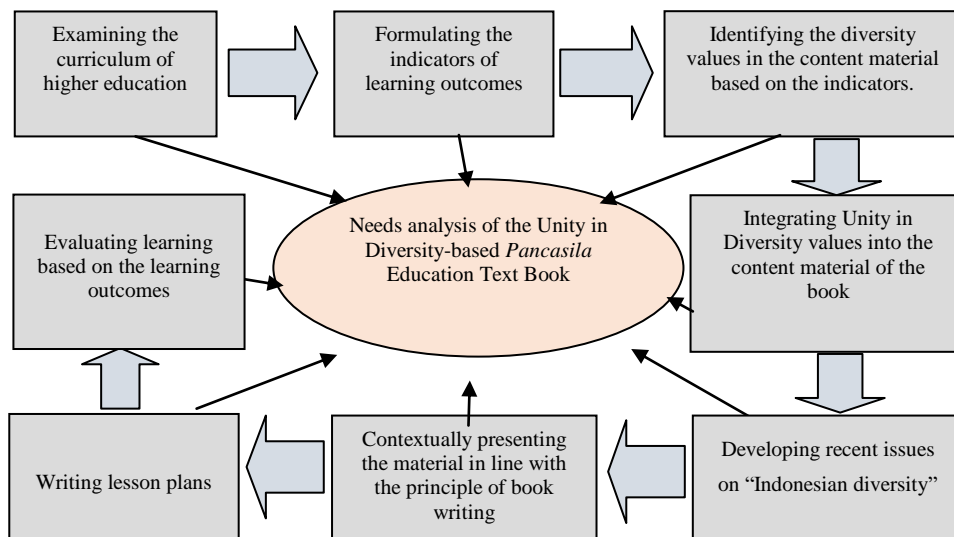 Examining the
curriculum of
higher education
Formulating the
indicators of
learning outcomes
Identifying the diversity
values in the content material
based on the indicators.
Evaluating learning
based on the learning
outcomes
Needs analysis of the Unity in
Diversity-based Pancasila
Education Text Book
Integrating Unity in
Diversity values into the
content material of the
book
Writing lesson plans
Contextually presenting
the material in line with
the principle of book
writing
Developing recent issues
on “Indonesian diversity”